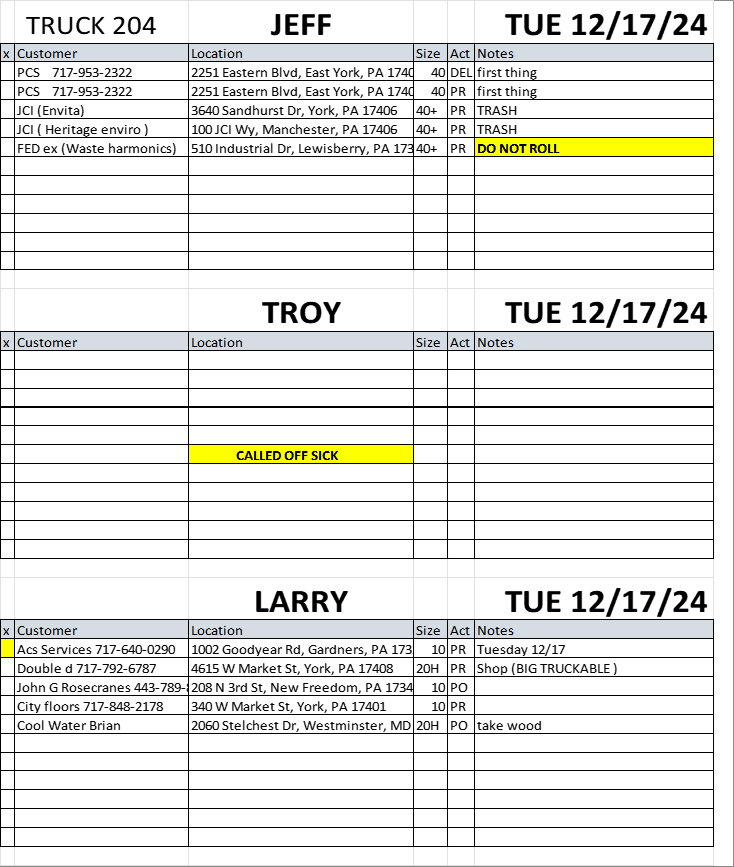 TRUCK 204 JEFF TUE 12/17/24
x Customer Location Size Act Notes
PCS 717-953-2322 2251 Eastern Blvd, East York, PA 1740 40 DEL first thing
PCS 717-953-2322 2251 Eastern Blvd, East York, PA 1740 40 PR first thing
JCI (Envita) 3640 Sandhurst Dr, York, PA 17406 40+ PR TRASH
JCI ( Heritage enviro ) 100 JCI Wy, Manchester, PA 17406 40+ PR TRASH
FED ex (Waste harmonics) 510 Industrial Dr, Lewisberry, PA 173 40+ PR DO NOT ROLL
TROY TUE 12/17/24
x Customer Location Size Act Notes
CALLED OFF SICK
LARRY TUE 12/17/24
x Customer Location Size Act Notes
Acs Services 717-640-0290 1002 Goodyear Rd, Gardners, PA 173 10 PR Tuesday 12/17
Double d 717-792-6787 4615 W Market St, York, PA 17408 20H PR Shop (BIG TRUCKABLE )
John G Rosecranes 443-789- 208 N 3rd St, New Freedom, PA 1734 10 PO
City floors 717-848-2178 340 W Market St, York, PA 17401 10 PR
Cool Water Brian 2060 Stelchest Dr, Westminster, MD 20H PO take wood